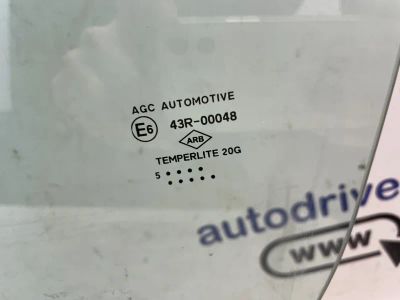 AGC AUTOMOTIVE
E6 43R-00048
ARB
TEMPERLITE 20G
5
autodrive
www